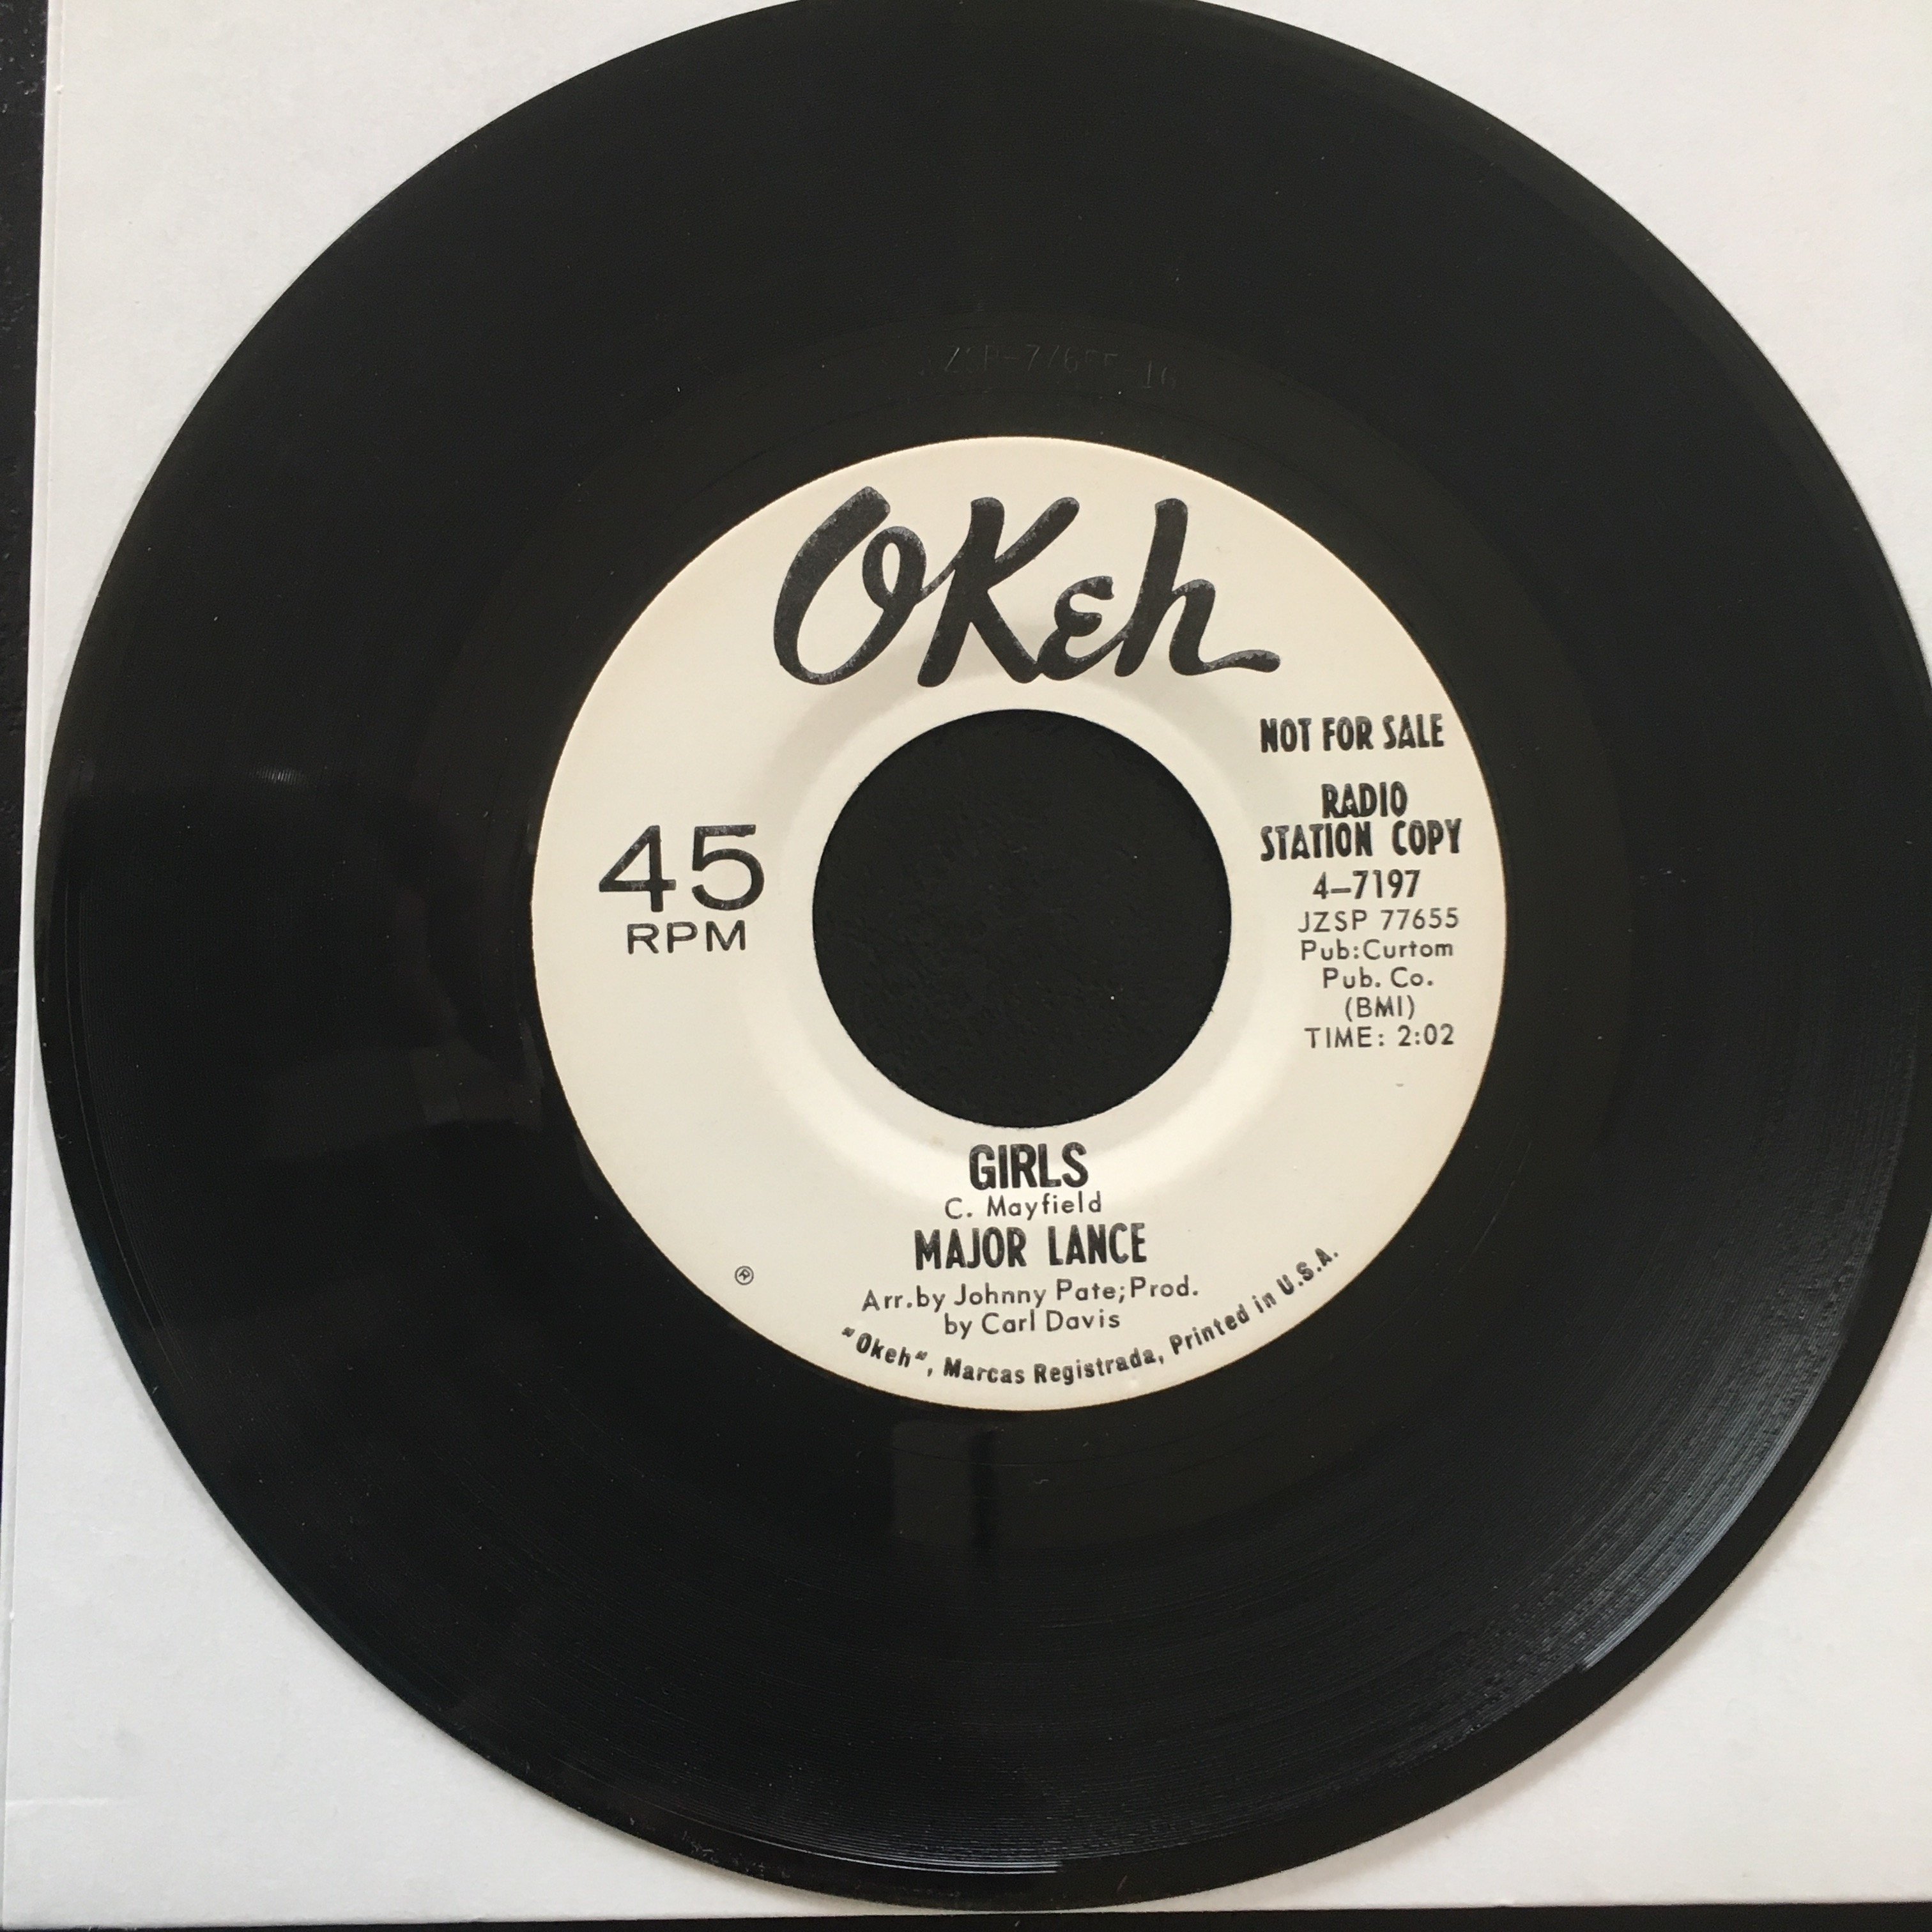 OKeh
NOT FOR SALE
RADIO
STATION COPY
4-7197
JZSP 77655
Pub:Curtom
Pub. Co.
(BMI)
TIME: 2:02
45
RPM
GIRLS
C. Mayfield
MAJOR LANCE
Arr.by Johnny Pate;Prod.
by Carl Davis
®
"Okeh", Marcas Registrada, Printed in U.S.A.